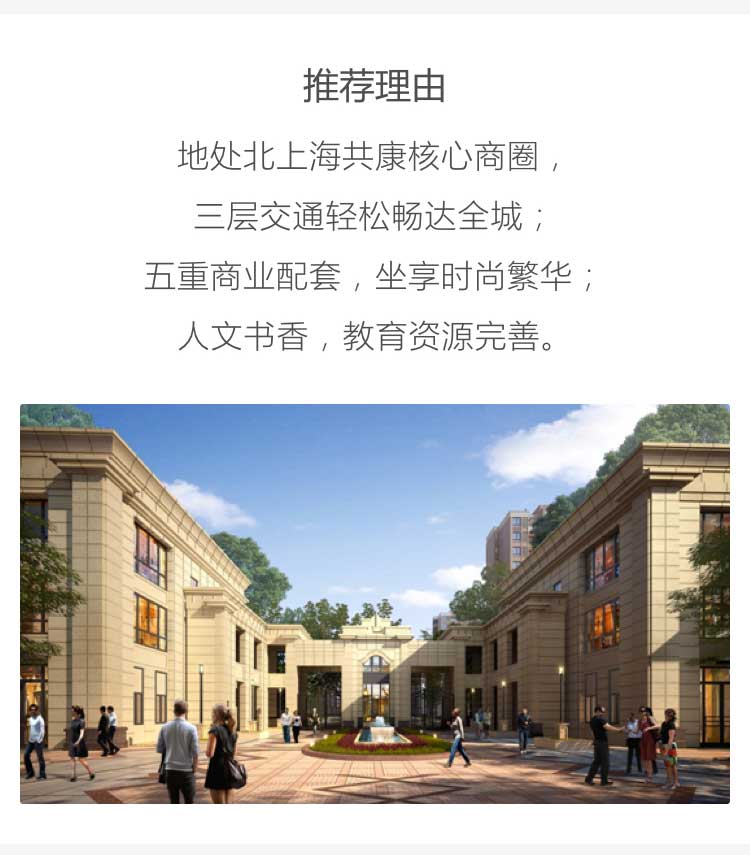 推荐理由
地处北上海共康核心商圈，
三层交通轻松畅达全城；
五重商业配套，坐享时尚繁华；
人文书香，教育资源完善。